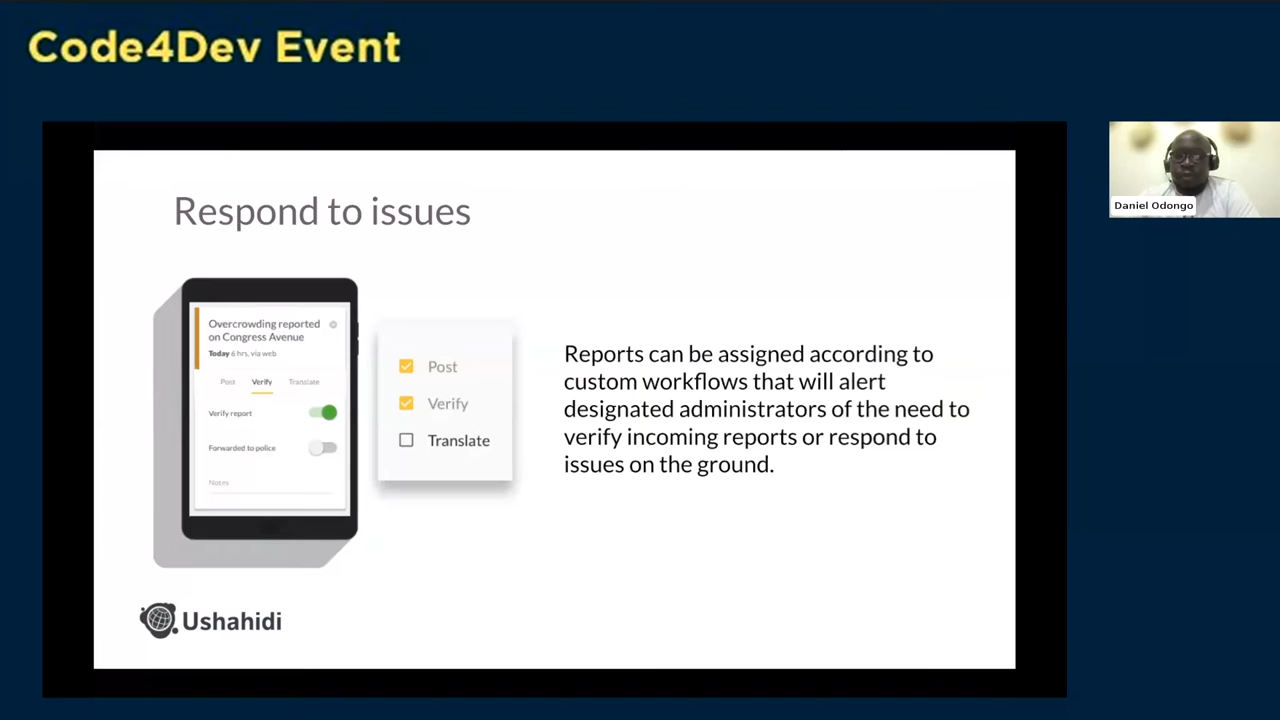 Code4Dev Event
Daniel Odongo
Respond to issues
Overcrowding reported
on Congress Avenue
Today 6 hrs, via web
Post Verify Translate
Verify report
Forwarded to police
Notes
Post
Verify
Translate
Reports can be assigned according to
custom workflows that will alert
designated administrators of the need to
verify incoming reports or respond to
issues on the ground.
Ushahidi